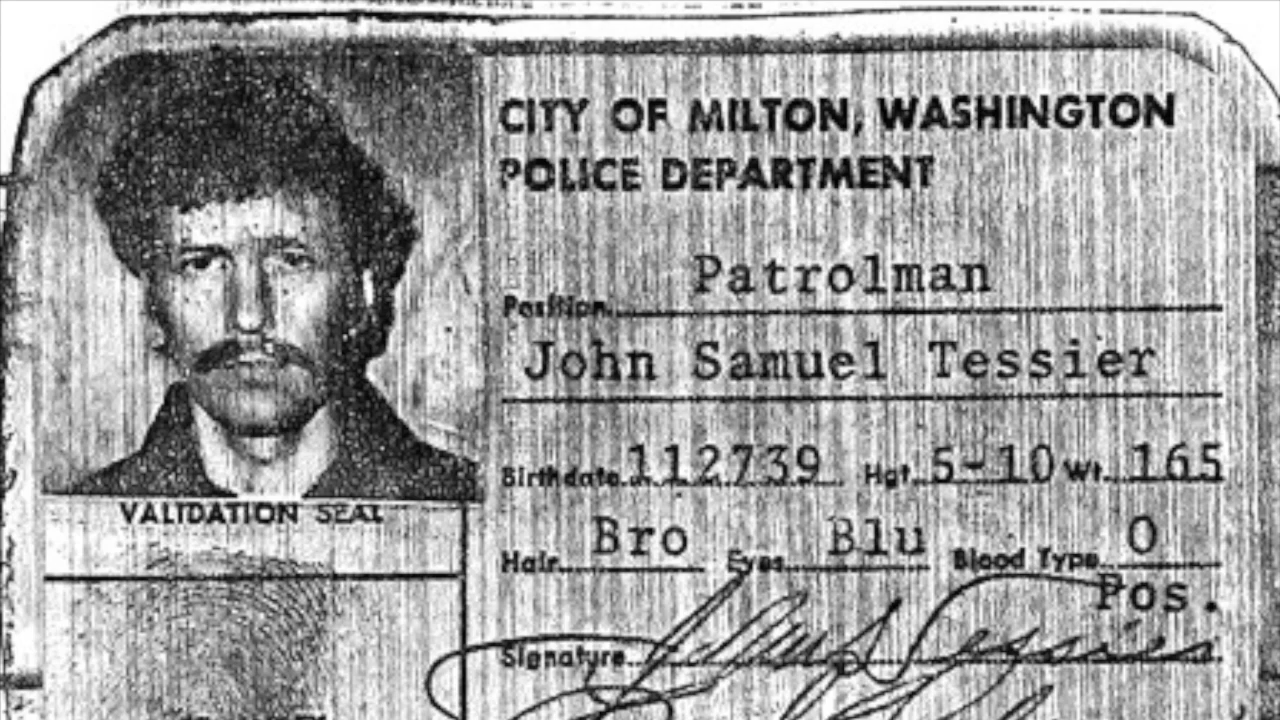 CITY OF MILTON, WASHINGTON
POLICE DEPARTMENT
Position Patrolman
John Samuel Tessier
Birthdate 112739 Hgt. 5-10 Wt. 165
Hair Bro Eyes Blu Blood Type O
Pos.
VALIDATION SEAL
Signature Tessier